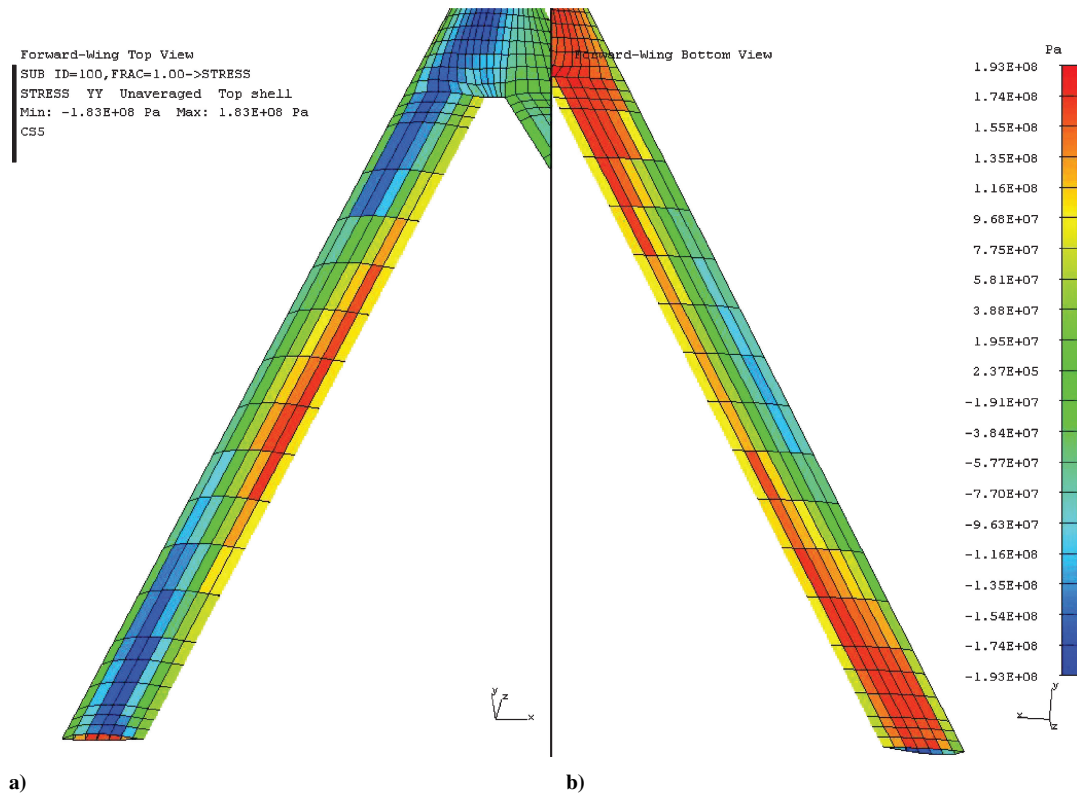 Forward-Wing Top View
SUB ID=100,FRAC=1.00->STRESS
STRESS YY Unaveraged Top shell
Min: -1.83E+08 Pa Max: 1.83E+08 Pa
CS5
Forward-Wing Bottom View
Pa
1.93E+08
1.74E+08
1.55E+08
1.35E+08
1.16E+08
9.68E+07
7.75E+07
5.81E+07
3.88E+07
1.95E+07
2.37E+05
-1.91E+07
-3.84E+07
-5.77E+07
-7.70E+07
-9.63E+07
-1.16E+08
-1.35E+08
-1.54E+08
-1.74E+08
-1.93E+08
y
z
x
y
x
z
a)
b)